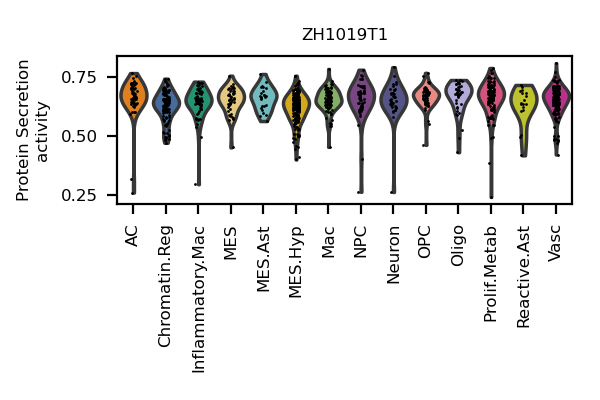 ZH1019T1
Protein Secretion
activity
0.75
0.50
0.25
AC
Chromatin.Reg
Inflammatory.Mac
MES
MES.Ast
MES.Hyp
Mac
NPC
Neuron
OPC
Oligo
Prolif.Metab
Reactive.Ast
Vasc